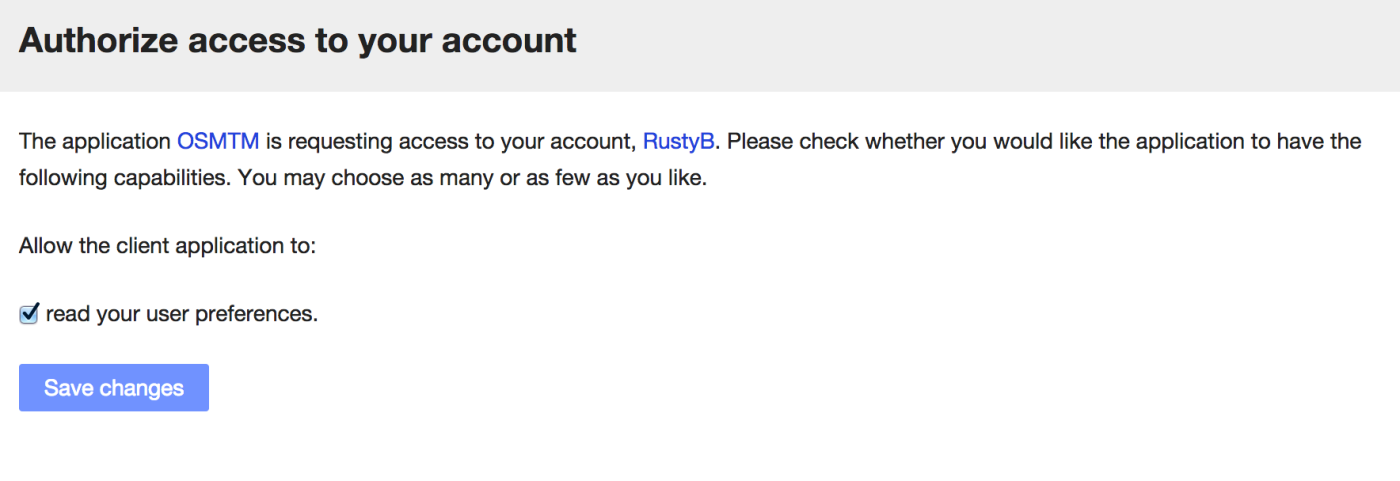 Authorize access to your account
The application OSMTM is requesting access to your account, RustyB. Please check whether you would like the application to have the
following capabilities. You may choose as many or as few as you like.
Allow the client application to:
read your user preferences.
Save changes